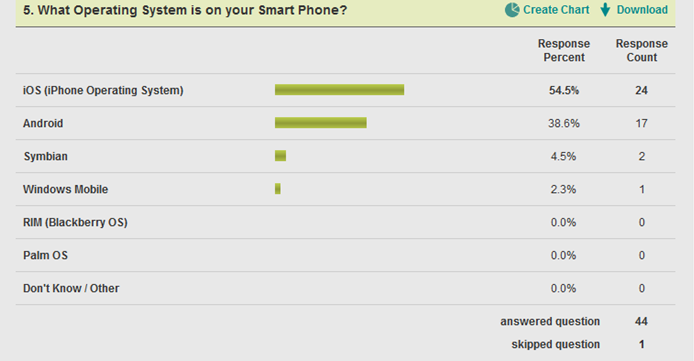 5. What Operating System is on your Smart Phone? Create Chart Download
Response Percent Response Count
iOS (iPhone Operating System) 54.5% 24
Android 38.6% 17
Symbian 4.5% 2
Windows Mobile 2.3% 1
RIM (Blackberry OS) 0.0% 0
Palm OS 0.0% 0
Don't Know / Other 0.0% 0
answered question 44
skipped question 1